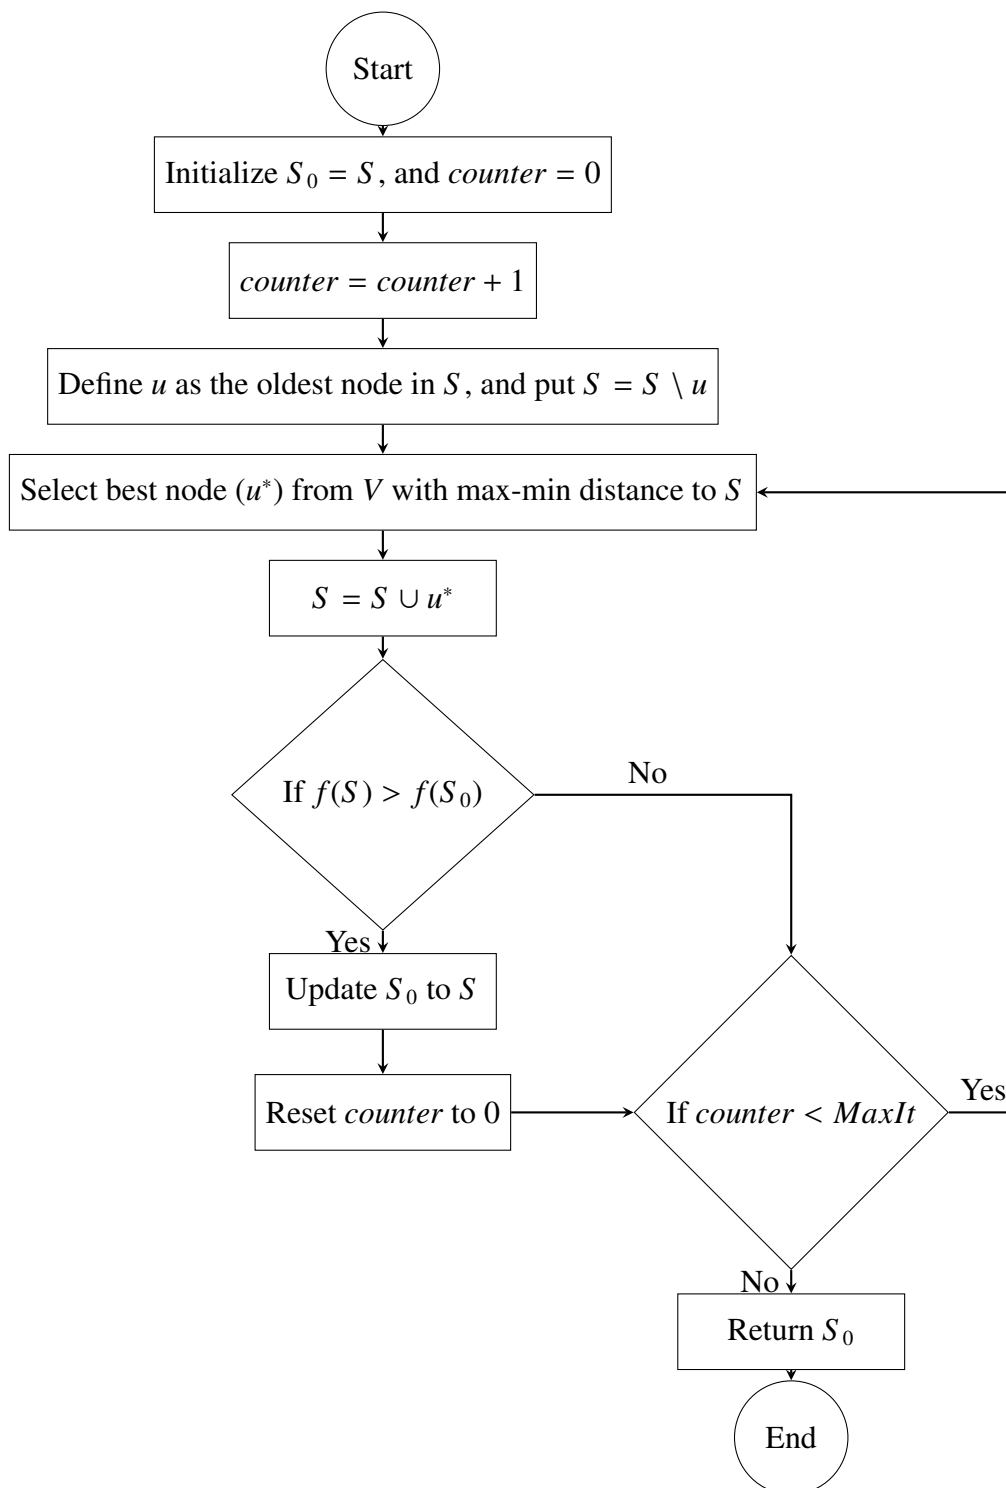 Start
Initialize S₀ = S, and counter = 0
counter = counter + 1
Define u as the oldest node in S, and put S = S \ u
Select best node (u*) from V with max-min distance to S
S = S ∪ u*
If f(S) > f(S₀)
No
Yes
Update S₀ to S
Reset counter to 0
If counter < MaxIt
Yes
No
Return S₀
End